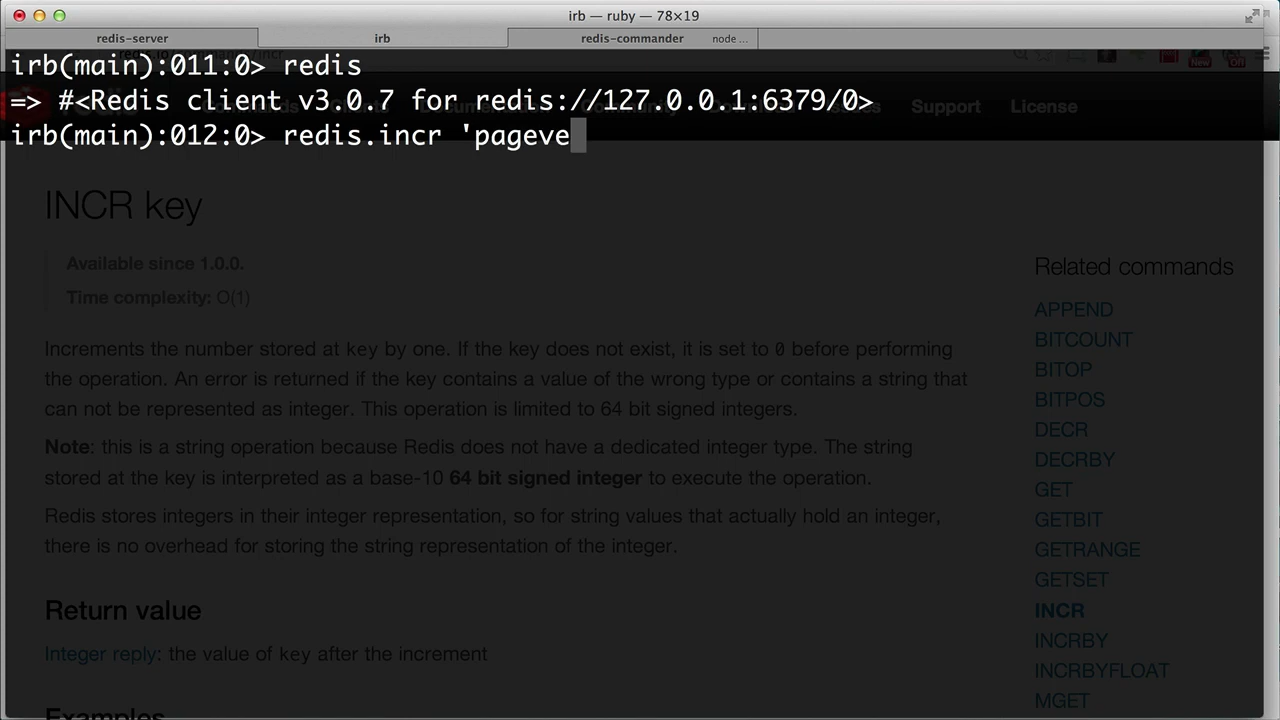 irb — ruby — 78×19
redis-server
irb
redis-commander node ...
irb(main):011:0> redis
=> #<Redis client v3.0.7 for redis://127.0.0.1:6379/0>
Support
License
irb(main):012:0> redis.incr 'pageve
INCR key
Available since 1.0.0.
Time complexity: O(1)
Increments the number stored at key by one. If the key does not exist, it is set to 0 before performing
the operation. An error is returned if the key contains a value of the wrong type or contains a string that
can not be represented as integer. This operation is limited to 64 bit signed integers.
Note: this is a string operation because Redis does not have a dedicated integer type. The string
stored at the key is interpreted as a base-10 64 bit signed integer to execute the operation.
Redis stores integers in their integer representation, so for string values that actually hold an integer,
there is no overhead for storing the string representation of the integer.
Return value
Integer reply: the value of key after the increment
Examples
Related commands
APPEND
BITCOUNT
BITOP
BITPOS
DECR
DECRBY
GET
GETBIT
GETRANGE
GETSET
INCR
INCRBY
INCRBYFLOAT
MGET